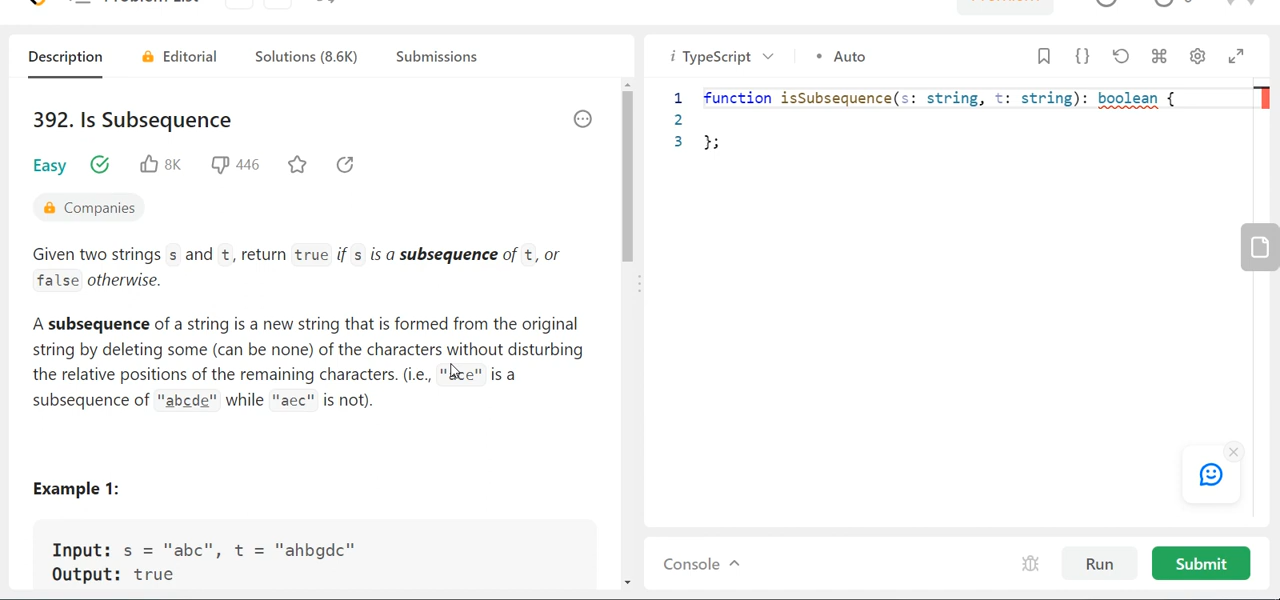 Problem List
Premium
Description
Editorial
Solutions (8.6K)
Submissions
i TypeScript
• Auto
392. Is Subsequence
Easy
8K
446
Companies
Given two strings s and t, return true if s is a subsequence of t, or
false otherwise.
A subsequence of a string is a new string that is formed from the original
string by deleting some (can be none) of the characters without disturbing
the relative positions of the remaining characters. (i.e., "ace" is a
subsequence of "abcde" while "aec" is not).
Example 1:
Input: s = "abc", t = "ahbgdc"
Output: true
1 function isSubsequence(s: string, t: string): boolean {
2
3 };
Console
Run
Submit